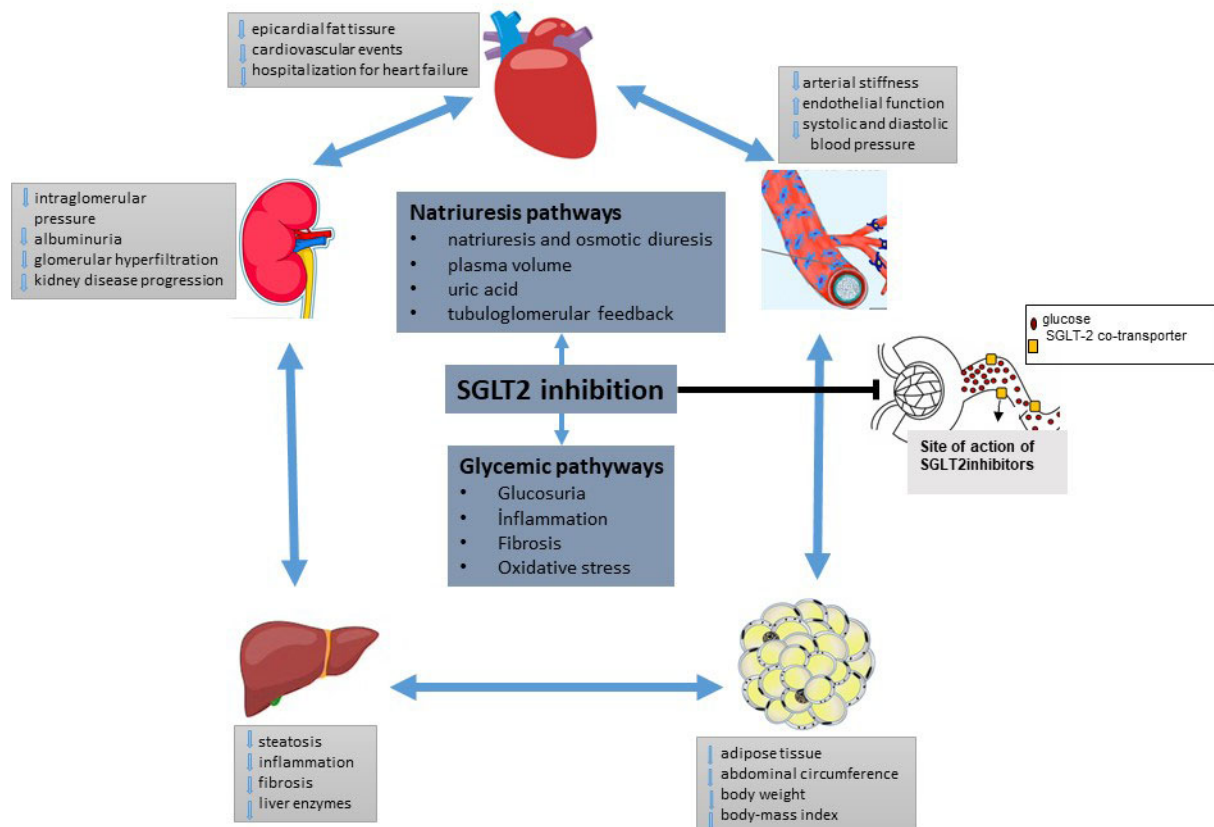 epicardial fat tissure
cardiovascular events
hospitalization for heart failure
arterial stiffness
endothelial function
systolic and diastolic
blood pressure
intraglomerular
pressure
albuminuria
glomerular hyperfiltration
kidney disease progression
Natriuresis pathways
• natriuresis and osmotic diuresis
• plasma volume
• uric acid
• tubuloglomerular feedback
glucose
SGLT-2 co-transporter
SGLT2 inhibition
Site of action of
SGLT2inhibitors
Glycemic pathyways
• Glucosuria
• İnflammation
• Fibrosis
• Oxidative stress
steatosis
inflammation
fibrosis
liver enzymes
adipose tissue
abdominal circumference
body weight
body-mass index